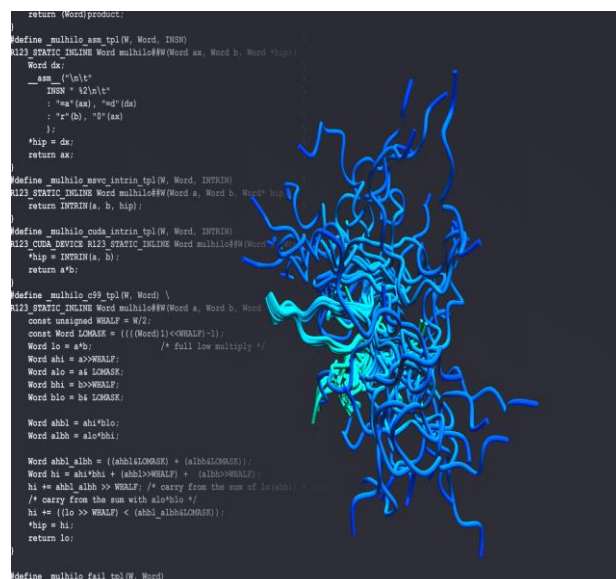 return (Word)product;
}
#define _mulhilo_asm_tpl(W, Word, INSN)
R123_STATIC_INLINE Word mulhilo##W(Word ax, Word b, Word *hip)
Word dx;
__asm__("\n\t"
INSN " %2\n\t"
: "=a"(ax), "=d"(dx)
: "r"(b), "0"(ax)
);
*hip = dx;
return ax;
}
#define _mulhilo_msvc_intrin_tpl(W, Word, INTRIN)
R123_STATIC_INLINE Word mulhilo##W(Word a, Word b, Word* hip)
return INTRIN(a, b, hip);
}
#define _mulhilo_cuda_intrin_tpl(W, Word, INTRIN)
R123_CUDA_DEVICE R123_STATIC_INLINE Word mulhilo##W(Word
*hip = INTRIN(a, b);
return a*b;
}
#define _mulhilo_c99_tpl(W, Word) \
R123_STATIC_INLINE Word mulhilo##W(Word a, Word b, Word
const unsigned WHALF = W/2;
const Word LOMASK = ((((Word)1)<<WHALF)-1);
Word lo = a*b; /* full low multiply */
Word ahi = a>>WHALF;
Word alo = a& LOMASK;
Word bhi = b>>WHALF;
Word blo = b& LOMASK;
Word ahbl = ahi*blo;
Word albh = alo*bhi;
Word ahbl_albh = ((ahbl&LOMASK) + (albh&LOMASK));
Word hi = ahi*bhi + (ahbl>>WHALF) + (albh>>WHALF);
hi += ahbl_albh >> WHALF; /* carry from the sum of lo(ahbl) +
/* carry from the sum with alo*blo */
hi += ((lo >> WHALF) < (ahbl_albh&LOMASK));
*hip = hi;
return lo;
}
#define _mulhilo_fail_tpl(W, Word)